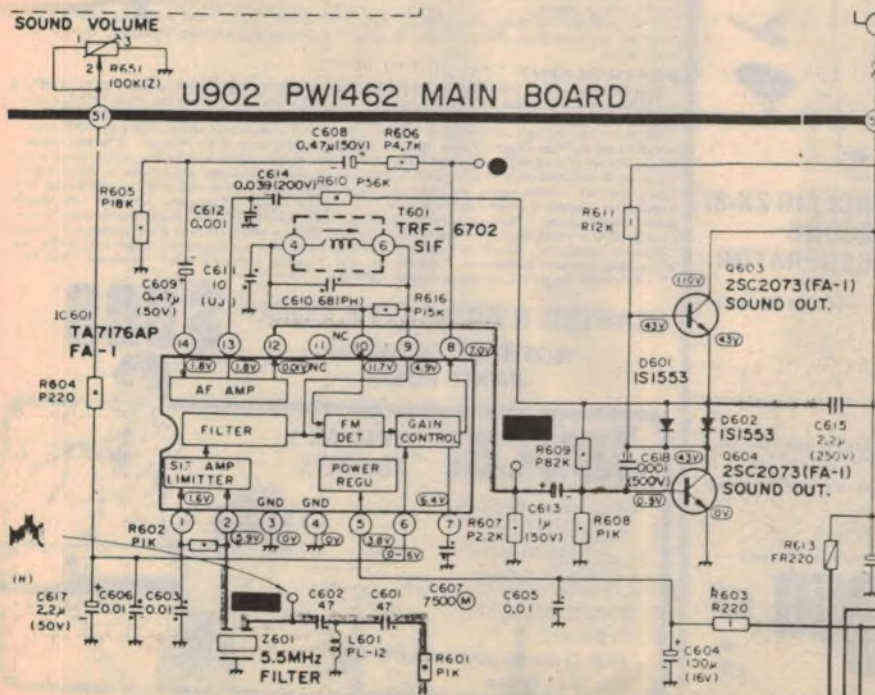 SOUND VOLUME
1
3
2
R651
100K(Z)
51
U902 PW1462 MAIN BOARD
C608
0.47μ(50V)
R606
P4.7K
C614
0.039(200V)
R610 P56K
R605
P18K
C612
0.001
T601
TRF-6702
SIF
4
6
C611
10
(UJ)
C610 68(PH)
R616
P15K
C609
0.47μ
(50V)
IC601
TA7176AP
FA-1
R604
P220
14
13
12
11
10
9
8
NC
1.8V
1.8V
0.01V
NC
11.7V
4.9V
7.0V
AF AMP
FILTER
FM
DET
GAIN
CONTROL
SIF AMP
LIMITTER
POWER
REGU
1.6V
GND
GND
6.4V
1
2
3
4
5
6
7
5.9V
0V
0V
3.8V
R602
P1K
(H)
C617
2.2μ
(50V)
C606
0.01
C603
0.01
Z601
5.5MHz
FILTER
C602
47
C601
47
L601
PL-12
R601
P1K
C607
7500 M
C605
0.01
R603
R220
C604
100μ
(16V)
R611
R12K
110V
Q603
2SC2073(FA-1)
SOUND OUT.
43V
43V
D601
1S1553
D602
1S1553
C615
2.2μ
(250V)
R609
P82K
C618
0.001
(500V)
43V
Q604
2SC2073(FA-1)
SOUND OUT.
0V
R607
P2.2K
C613
1μ
(50V)
R608
P1K
R613
FR220